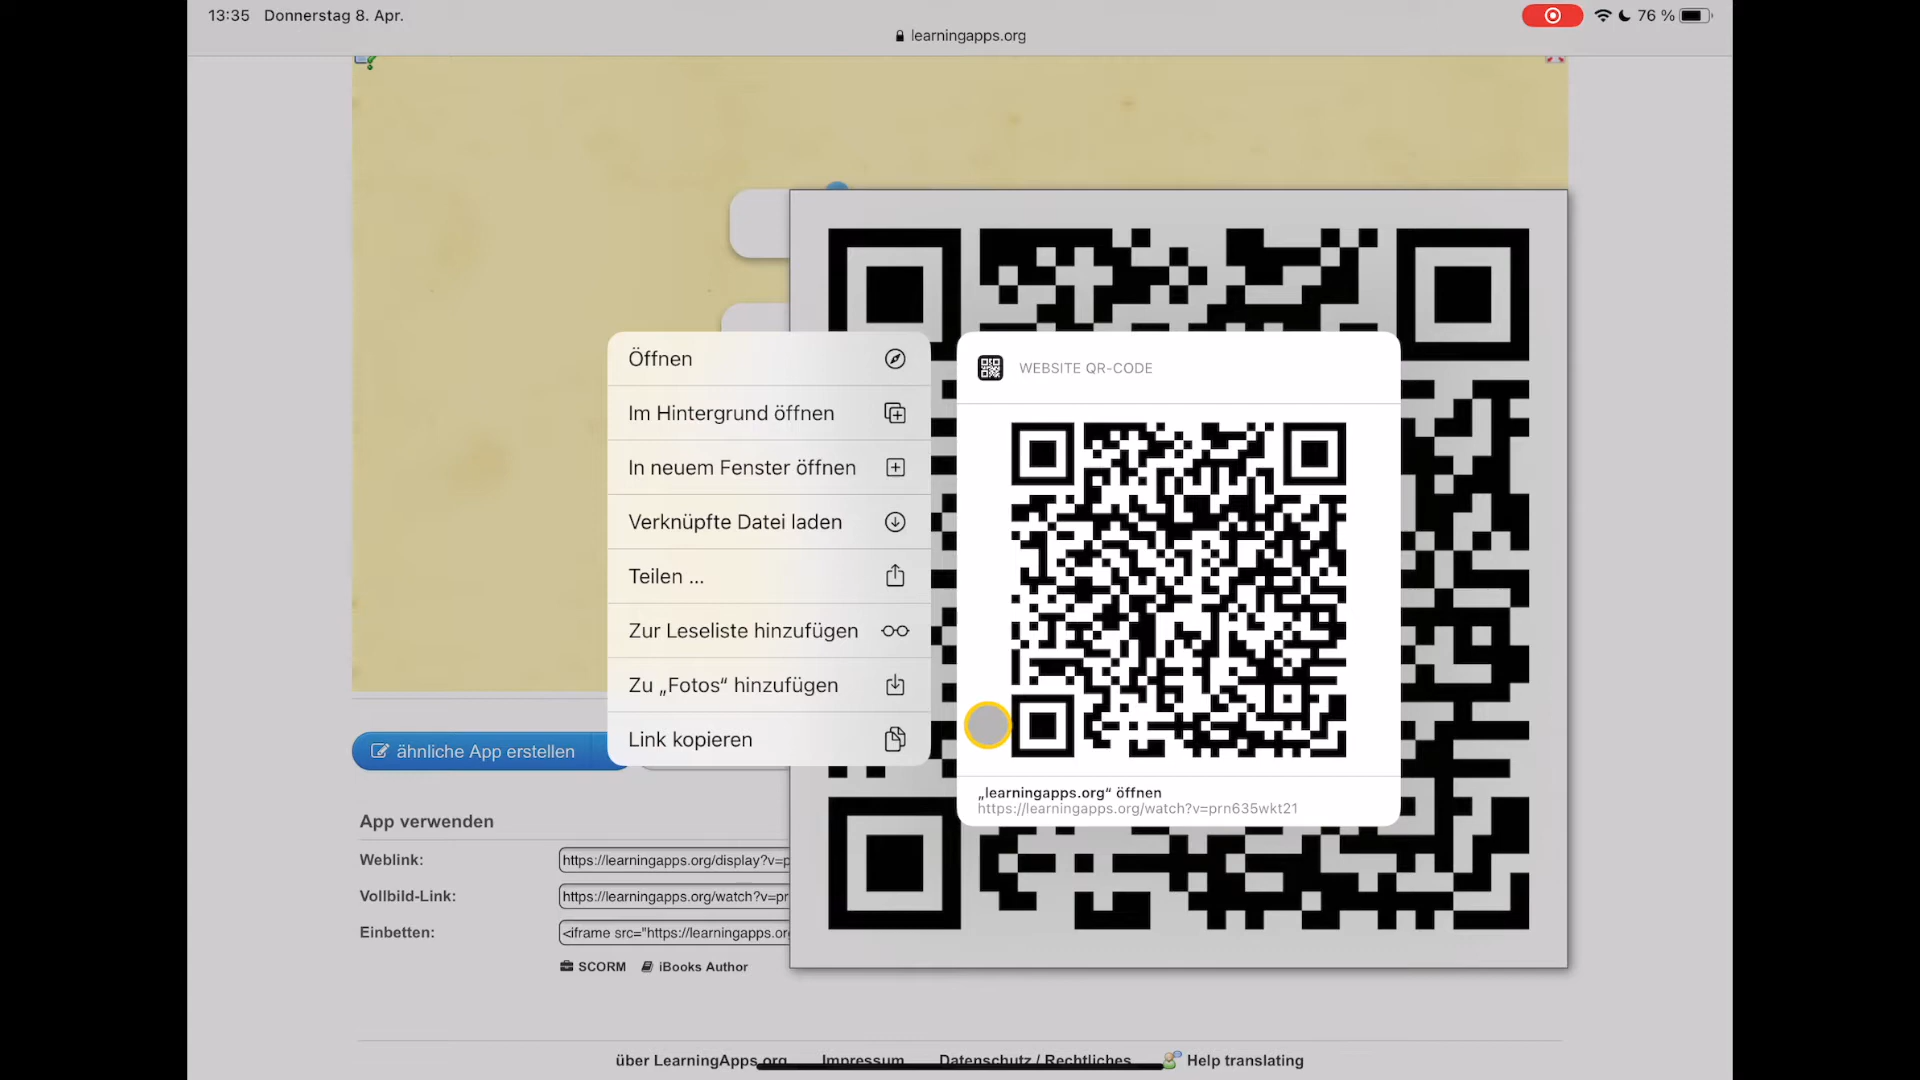 13:35 Donnerstag 8. Apr.
76 %
learningapps.org
Öffnen
Im Hintergrund öffnen
In neuem Fenster öffnen
Verknüpfte Datei laden
Teilen ...
Zur Leseliste hinzufügen
Zu „Fotos“ hinzufügen
Link kopieren
WEBSITE QR-CODE
„learningapps.org“ öffnen
https://learningapps.org/watch?v=prn635wkt21
ähnliche App erstellen
App verwenden
Weblink: https://learningapps.org/display?v=p
Vollbild-Link: https://learningapps.org/watch?v=pr
Einbetten: <iframe src="https://learningapps.or
SCORM iBooks Author
über LearningApps.org Impressum Datenschutz / Rechtliches Help translating